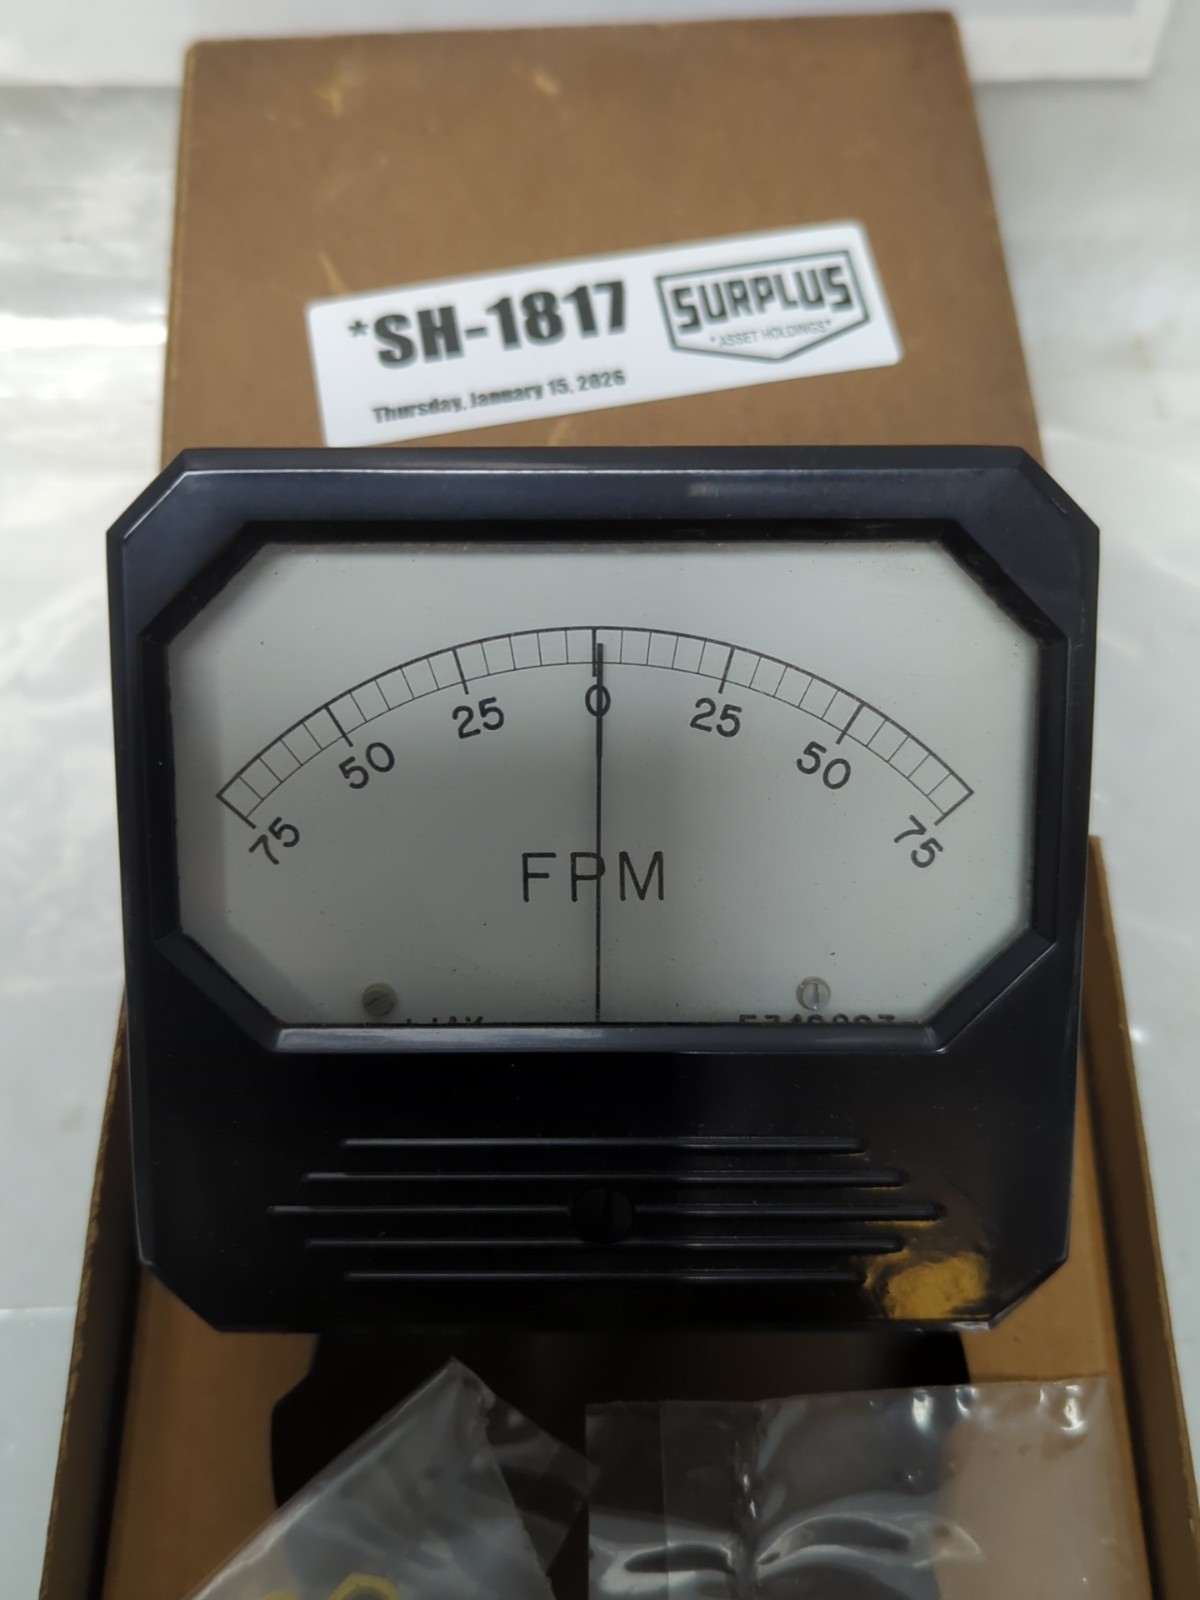 *SH-1817
SURPLUS
*ASSET HOLDINGS*
Thursday, January 15, 2026
75 50 25 0 25 50 75
FPM